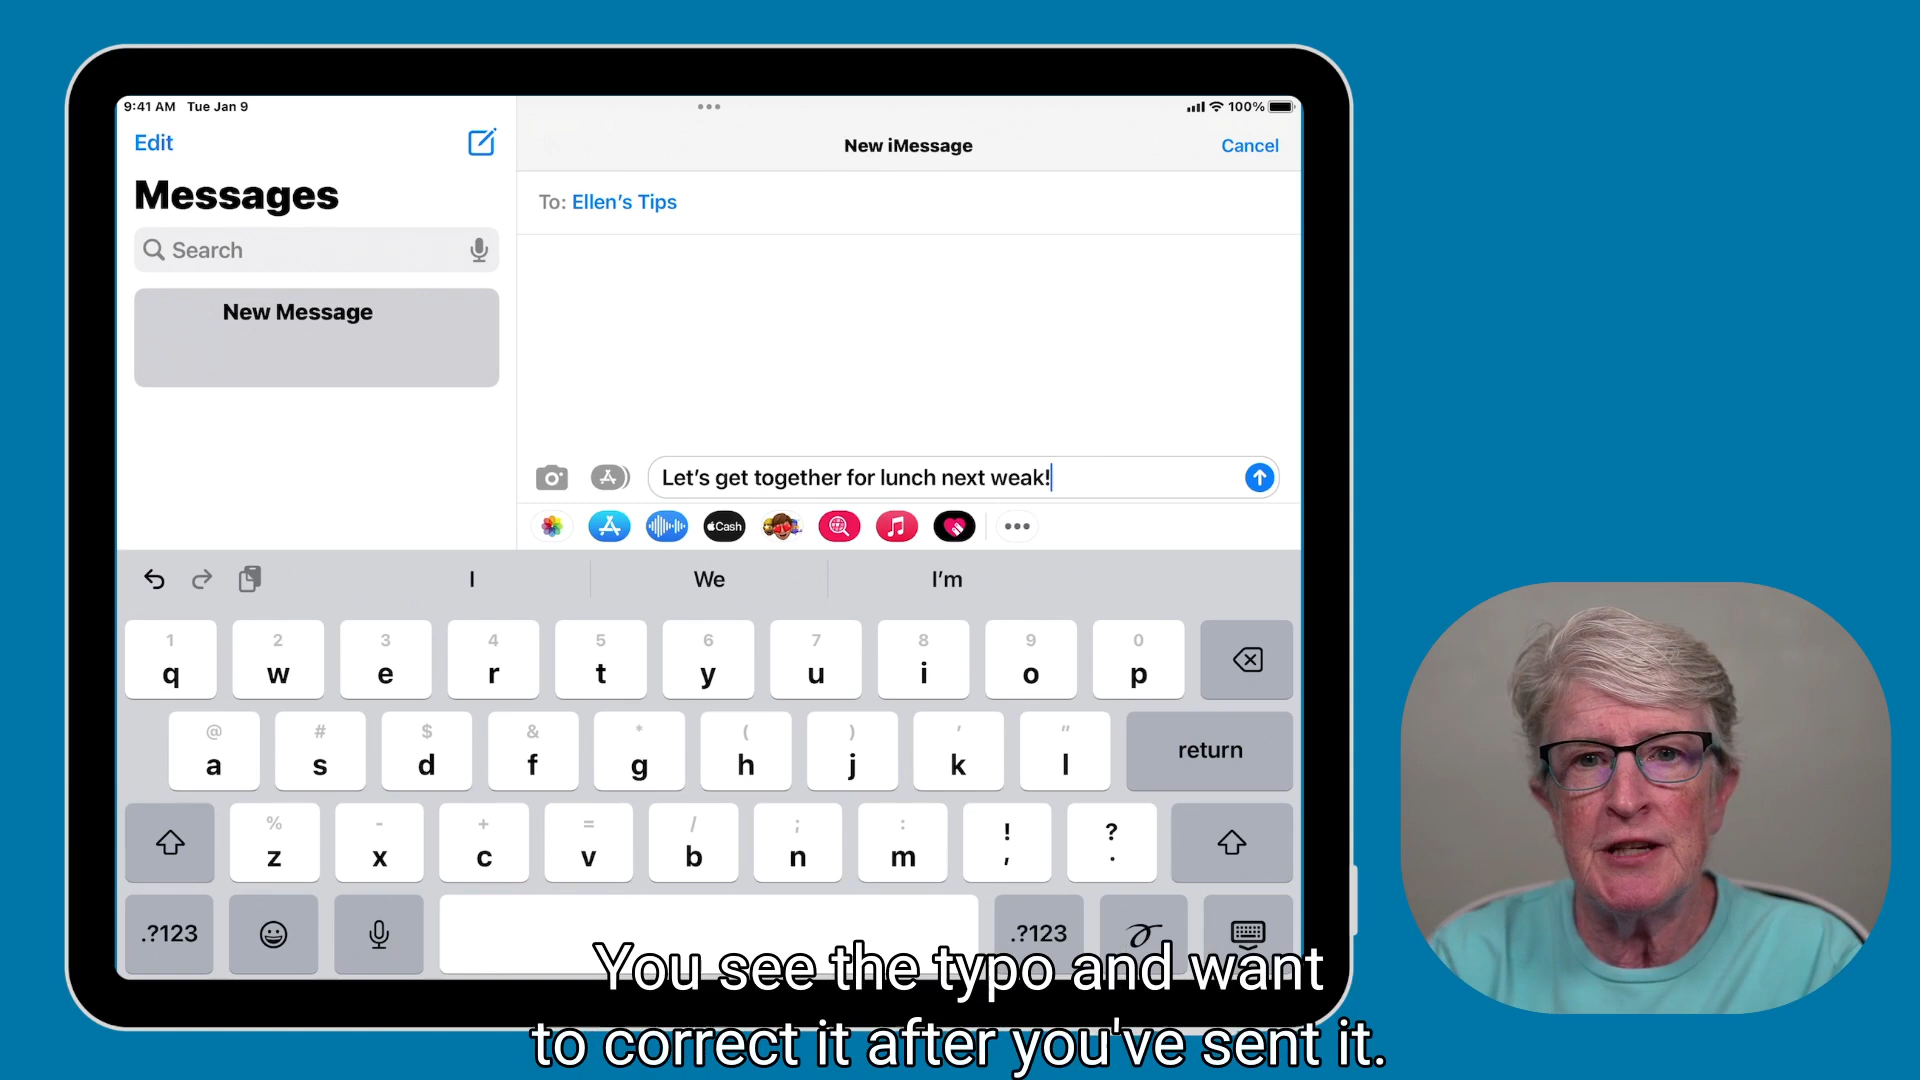 9:41 AM Tue Jan 9
100%
Edit
New iMessage
Cancel
Messages
To: Ellen's Tips
Search
New Message
Let's get together for lunch next weak!
Cash
I We I'm
1 2 3 4 5 6 7 8 9 0
q w e r t y u i o p
@ # $ & * ( ) ' "
a s d f g h j k l return
% - + = / ; : ! ?
z x c v b n m , .
.?123 .?123
You see the typo and want
to correct it after you've sent it.